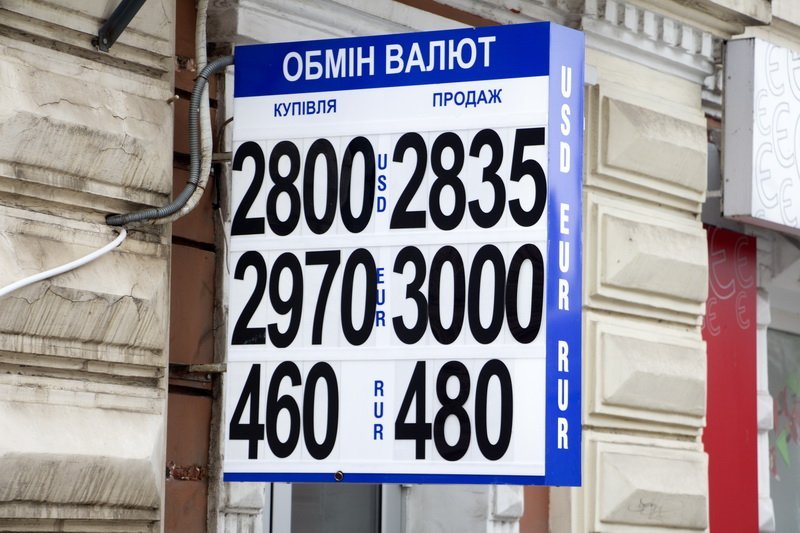 ОБМІН ВАЛЮТ
КУПІВЛЯ ПРОДАЖ
2800 USD 2835
2970 EUR 3000
460 RUR 480
USD EUR RUR